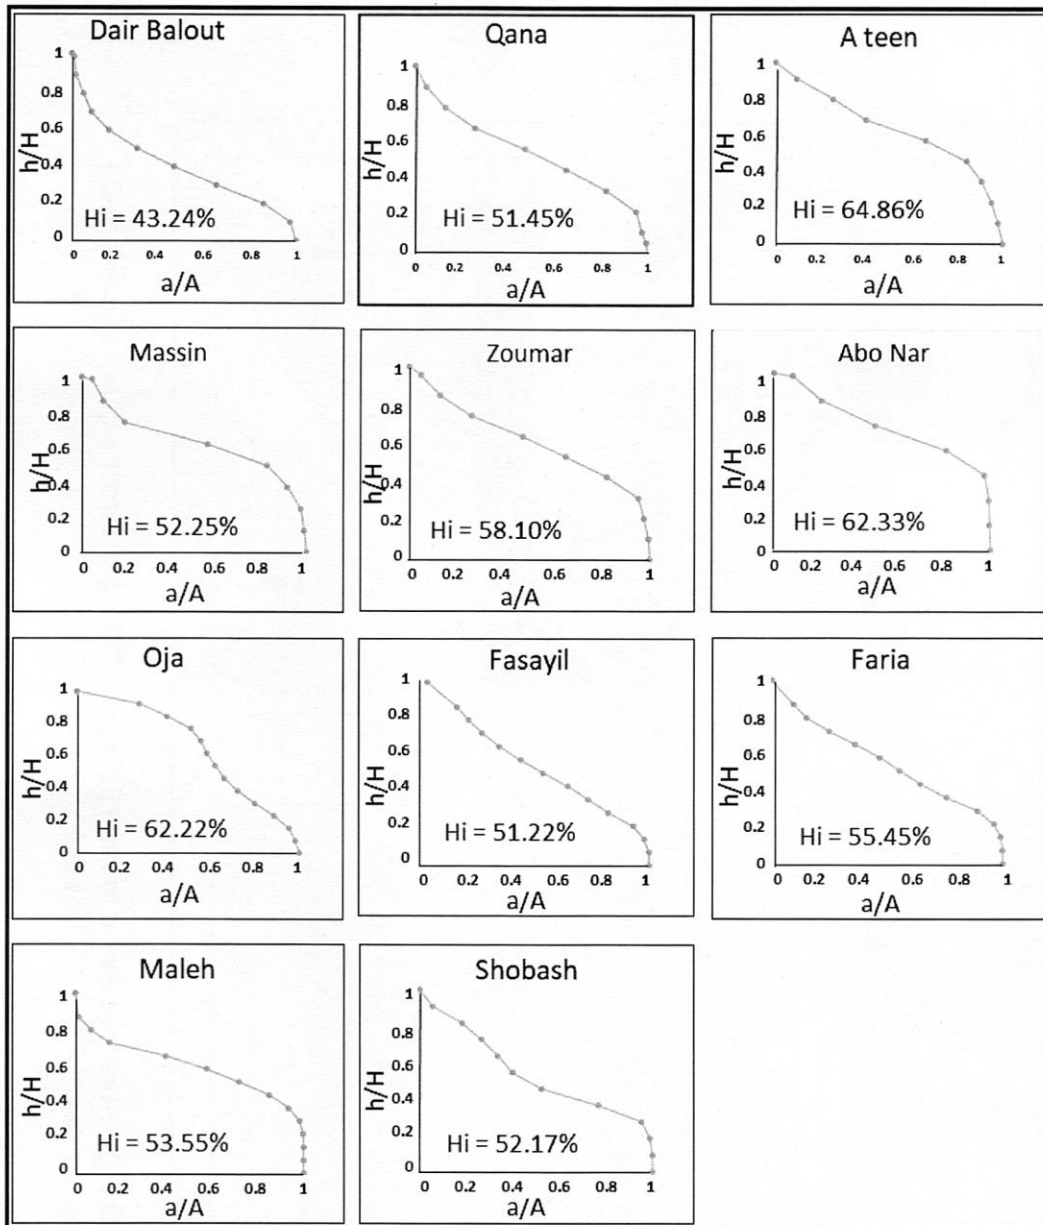 Dair Balout
1
0.8
0.6
0.4
0.2
0
h/H
Hi = 43.24%
0 0.2 0.4 0.6 0.8 1
a/A
Qana
1
0.8
0.6
0.4
0.2
0
h/H
Hi = 51.45%
0 0.2 0.4 0.6 0.8 1
a/A
A teen
1
0.8
0.6
0.4
0.2
0
h/H
Hi = 64.86%
0 0.2 0.4 0.6 0.8 1
a/A
Massin
1
0.8
0.6
0.4
0.2
0
h/H
Hi = 52.25%
0 0.2 0.4 0.6 0.8 1
a/A
Zoumar
1
0.8
0.6
0.4
0.2
0
h/H
Hi = 58.10%
0 0.2 0.4 0.6 0.8 1
a/A
Abo Nar
1
0.8
0.6
0.4
0.2
0
h/H
Hi = 62.33%
0 0.2 0.4 0.6 0.8 1
a/A
Oja
1
0.8
0.6
0.4
0.2
0
h/H
Hi = 62.22%
0 0.2 0.4 0.6 0.8 1
a/A
Fasayil
1
0.8
0.6
0.4
0.2
0
h/H
Hi = 51.22%
0 0.2 0.4 0.6 0.8 1
a/A
Faria
1
0.8
0.6
0.4
0.2
0
h/H
Hi = 55.45%
0 0.2 0.4 0.6 0.8 1
a/A
Maleh
1
0.8
0.6
0.4
0.2
0
h/H
Hi = 53.55%
0 0.2 0.4 0.6 0.8 1
a/A
Shobash
1
0.8
0.6
0.4
0.2
0
h/H
Hi = 52.17%
0 0.2 0.4 0.6 0.8 1
a/A